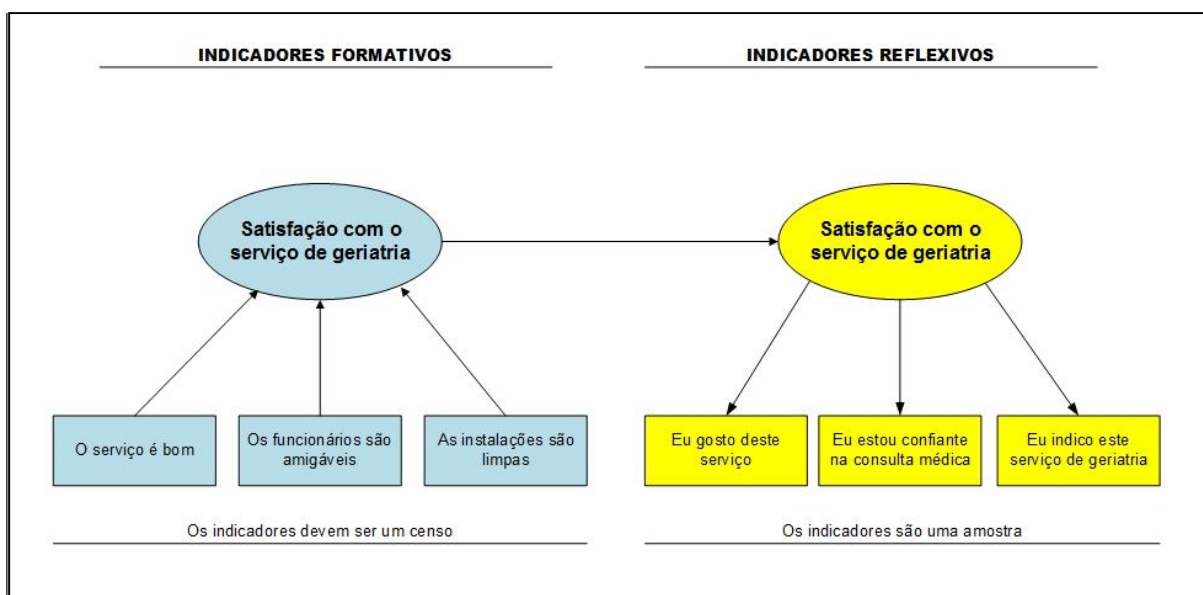 INDICADORES FORMATIVOS
INDICADORES REFLEXIVOS
Satisfação com o
serviço de geriatria
Satisfação com o
serviço de geriatria
O serviço é bom
Os funcionários são
amigáveis
As instalações são
limpas
Eu gosto deste
serviço
Eu estou confiante
na consulta médica
Eu indico este
serviço de geriatria
Os indicadores devem ser um censo
Os indicadores são uma amostra